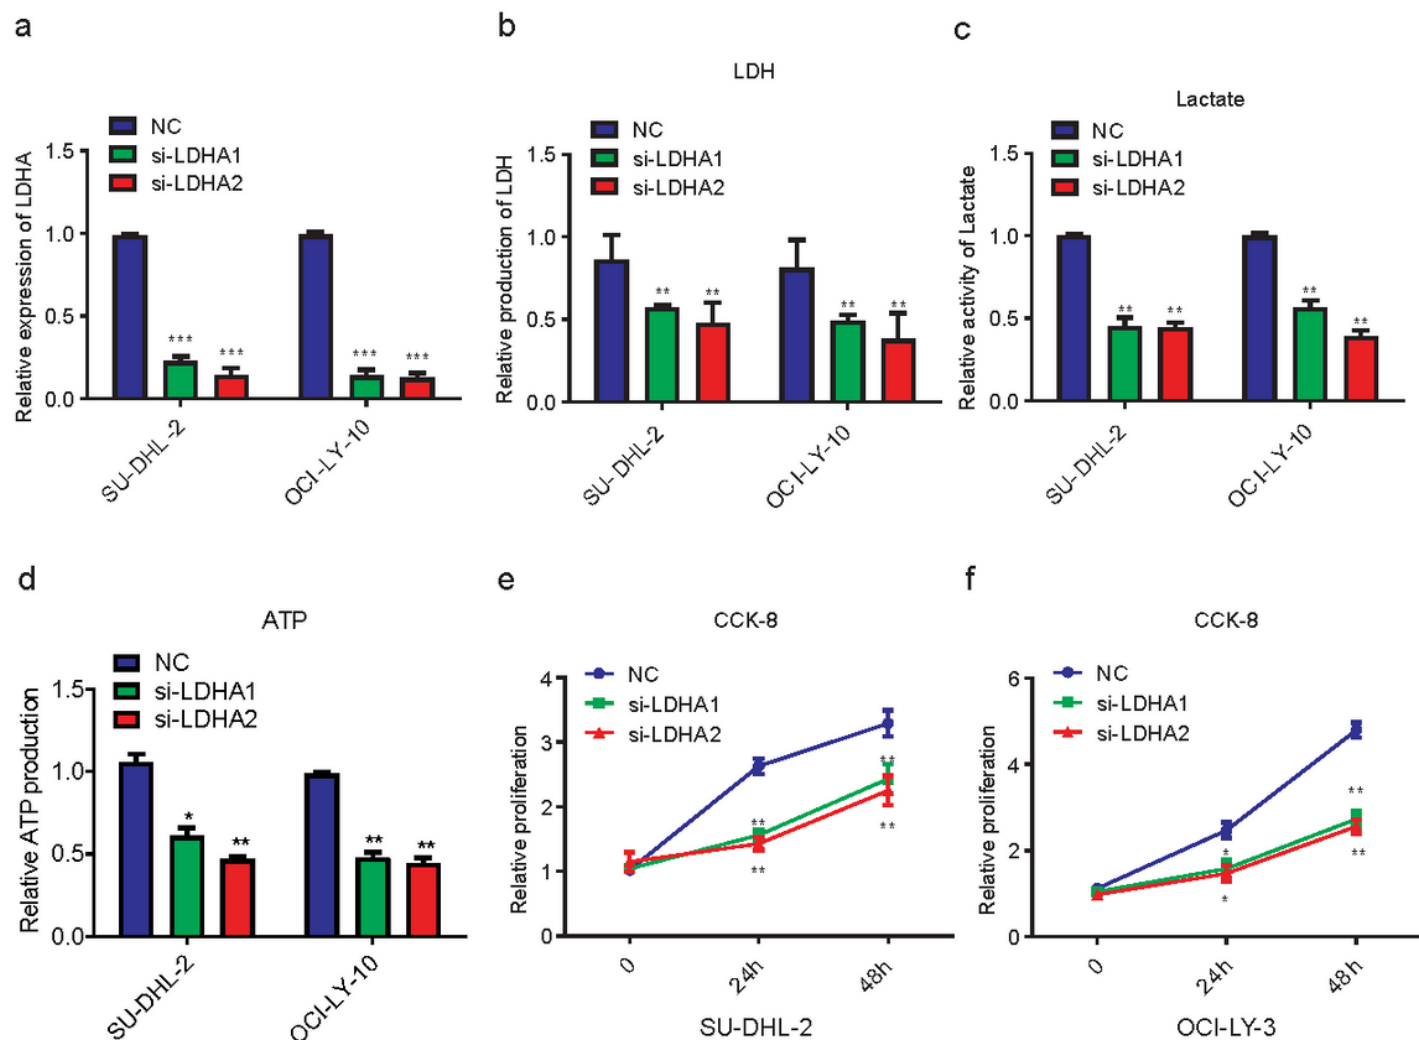 a
NC
si-LDHA1
si-LDHA2
Relative expression of LDHA
1.5
1.0
0.5
0.0
***
***
***
***
SU-DHL-2
OCI-LY-10
b
LDH
NC
si-LDHA1
si-LDHA2
Relative production of LDH
1.5
1.0
0.5
0.0
**
**
**
**
SU- DHL-2
OCI-LY-10
c
Lactate
NC
si-LDHA1
si-LDHA2
Relative activity of Lactate
1.5
1.0
0.5
0.0
**
**
**
**
SU-DHL-2
OCI-LY-10
d
ATP
NC
si-LDHA1
si-LDHA2
Relative ATP production
1.5
1.0
0.5
0.0
*
**
**
**
SU-DHL-2
OCI-LY-10
e
CCK-8
NC
si-LDHA1
si-LDHA2
Relative proliferation
4
3
2
1
0
**
**
**
**
0
24h
48h
SU-DHL-2
f
CCK-8
NC
si-LDHA1
si-LDHA2
Relative proliferation
6
4
2
0
*
*
**
**
0
24h
48h
OCI-LY-3